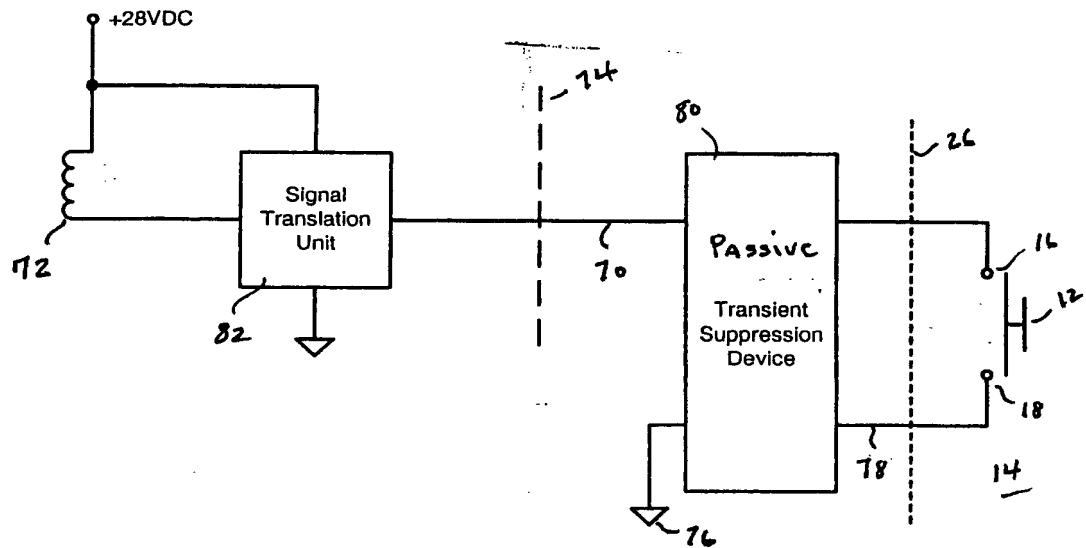 +28VDC
74
80
26
Signal
Translation
Unit
72
82
70
Passive
Transient
Suppression
Device
16
12
18
78
14
76